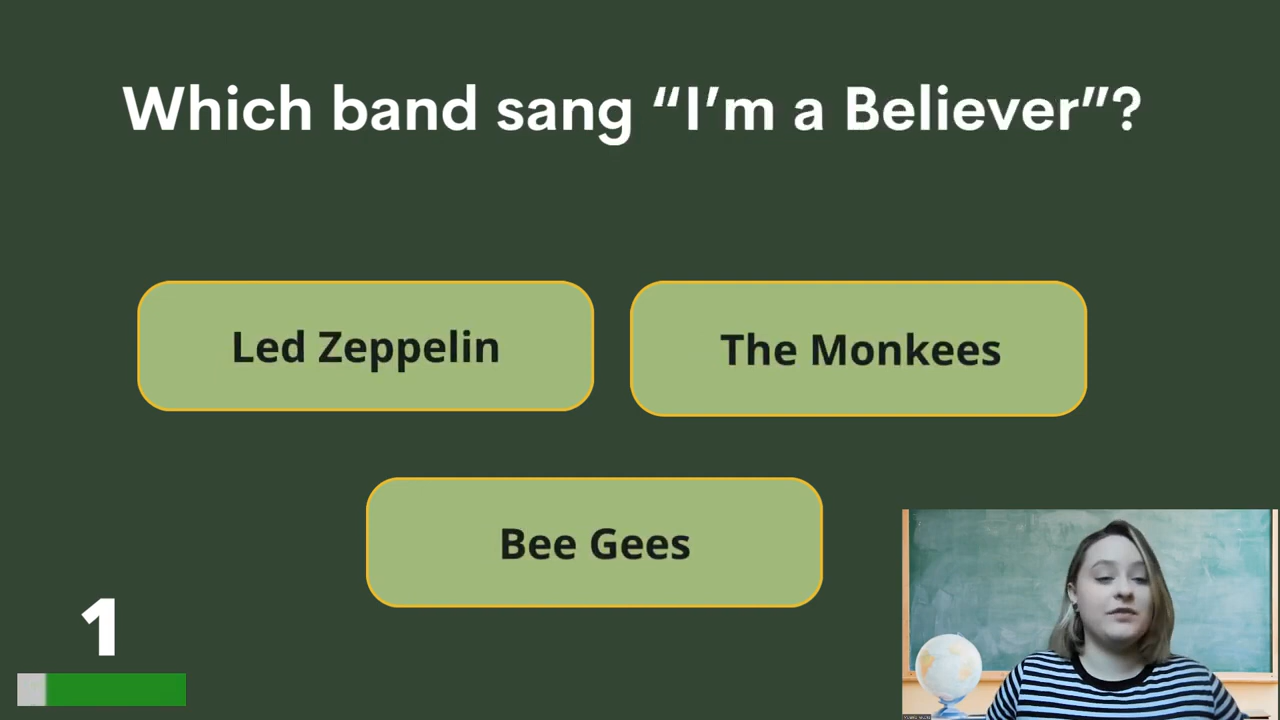 Which band sang “I’m a Believer”?
Led Zeppelin
The Monkees
Bee Gees
1